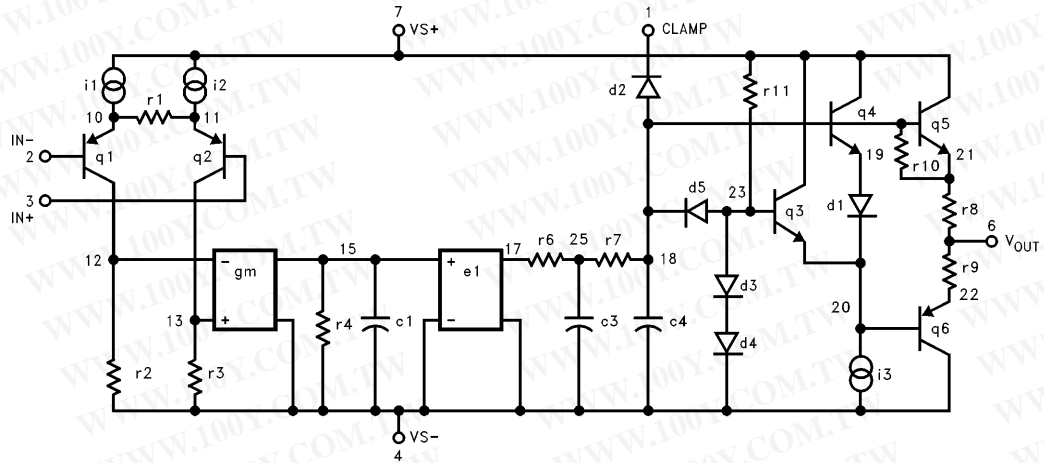 7
VS+
1
CLAMP
i1
i2
r1
10
11
IN-
2
q1
q2
3
IN+
d2
r11
q4
q5
r10
19
21
d5
23
q3
d1
r8
6
VOUT
r9
22
12
gm
-
+
13
15
e1
+
-
17
r6
25
r7
18
d3
d4
20
q6
r2
r3
r4
c1
c3
c4
i3
VS-
4
WWW.100Y.COM.TW